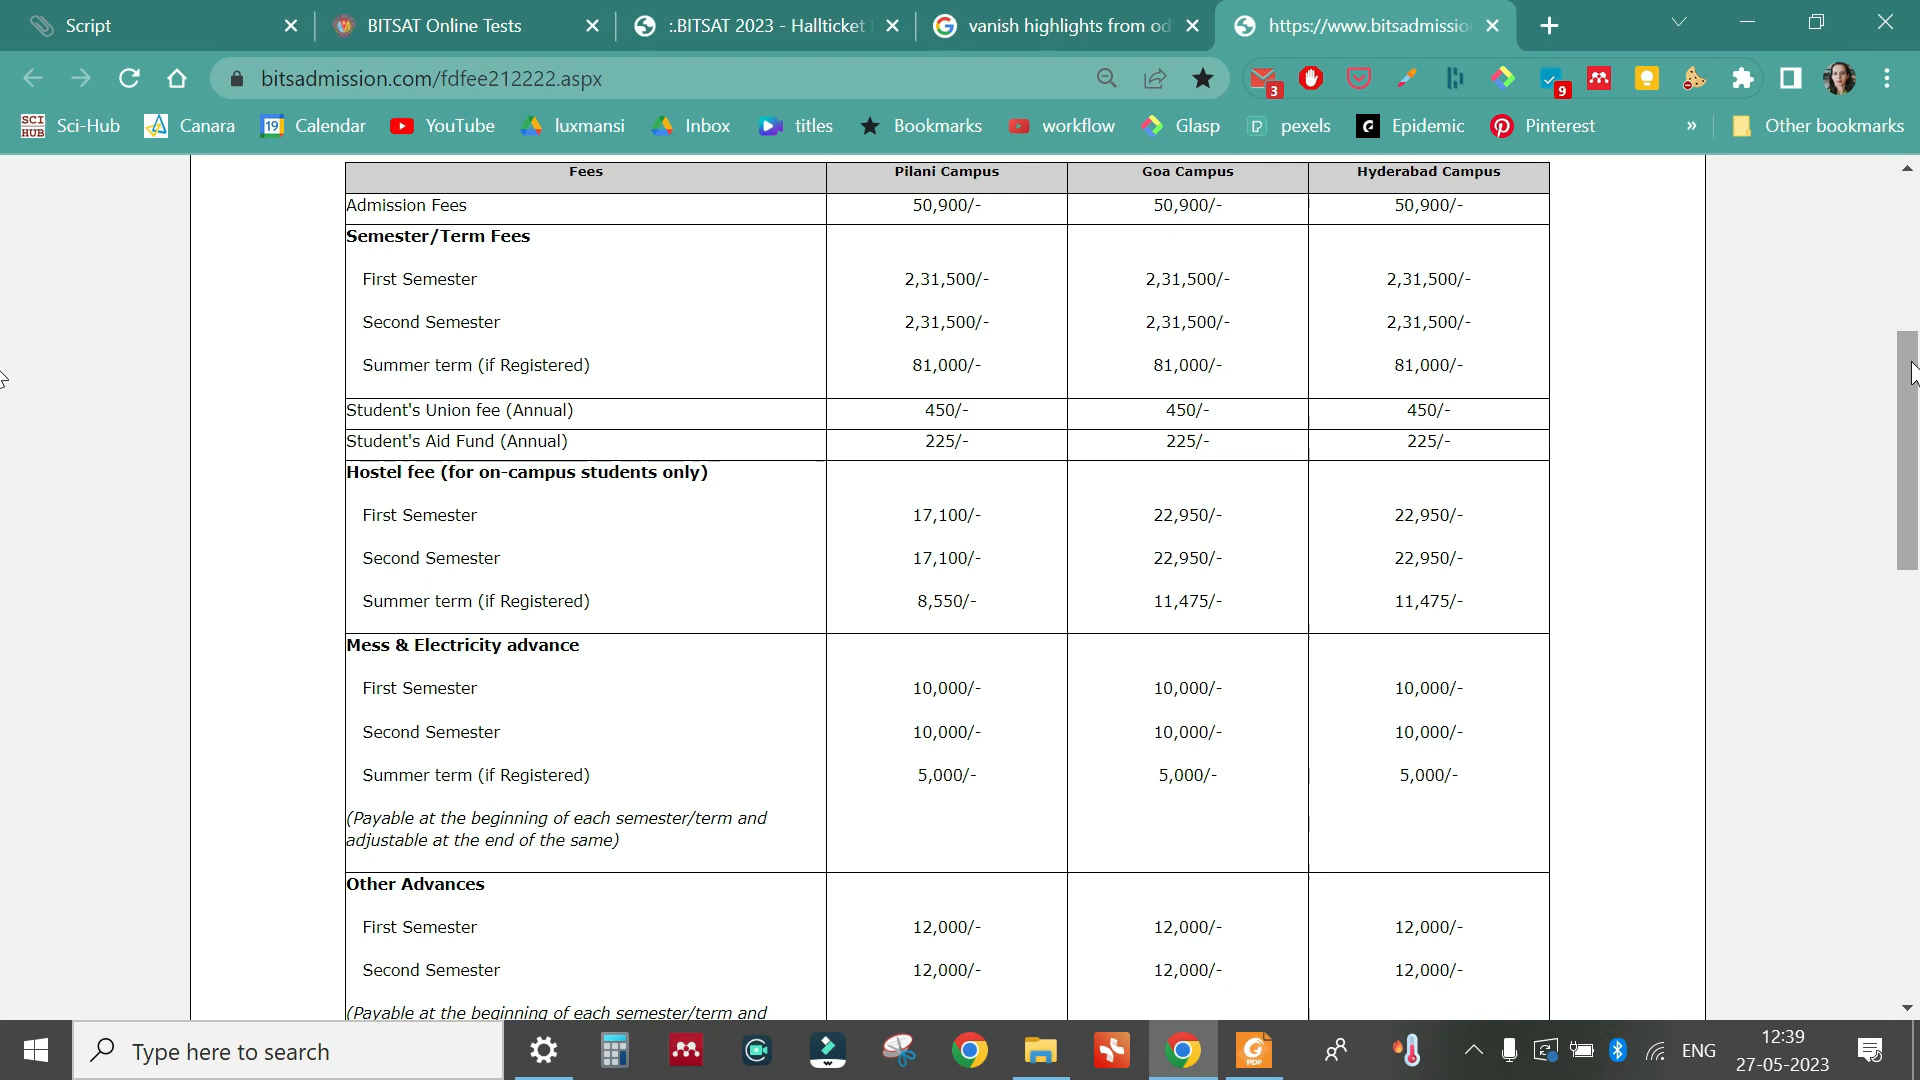 Script
BITSAT Online Tests
:.BITSAT 2023 - Hallticket
vanish highlights from od
https://www.bitsadmissio
bitsadmission.com/fdfee212222.aspx
3
9
SCI HUB Sci-Hub
Canara
19 Calendar
YouTube
luxmansi
Inbox
titles
Bookmarks
workflow
Glasp
pexels
Epidemic
Pinterest
»
Other bookmarks
Fees Pilani Campus Goa Campus Hyderabad Campus
Admission Fees 50,900/- 50,900/- 50,900/-
Semester/Term Fees
First Semester 2,31,500/- 2,31,500/- 2,31,500/-
Second Semester 2,31,500/- 2,31,500/- 2,31,500/-
Summer term (if Registered) 81,000/- 81,000/- 81,000/-
Student's Union fee (Annual) 450/- 450/- 450/-
Student's Aid Fund (Annual) 225/- 225/- 225/-
Hostel fee (for on-campus students only)
First Semester 17,100/- 22,950/- 22,950/-
Second Semester 17,100/- 22,950/- 22,950/-
Summer term (if Registered) 8,550/- 11,475/- 11,475/-
Mess & Electricity advance
First Semester 10,000/- 10,000/- 10,000/-
Second Semester 10,000/- 10,000/- 10,000/-
Summer term (if Registered) 5,000/- 5,000/- 5,000/-
(Payable at the beginning of each semester/term and
adjustable at the end of the same)
Other Advances
First Semester 12,000/- 12,000/- 12,000/-
Second Semester 12,000/- 12,000/- 12,000/-
(Payable at the beginning of each semester/term and
Type here to search
PDF
ENG
12:39
27-05-2023